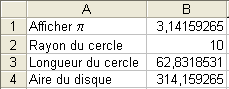 A B
1 Afficher π 3,14159265
2 Rayon du cercle 10
3 Longueur du cercle 62,8318531
4 Aire du disque 314,159265